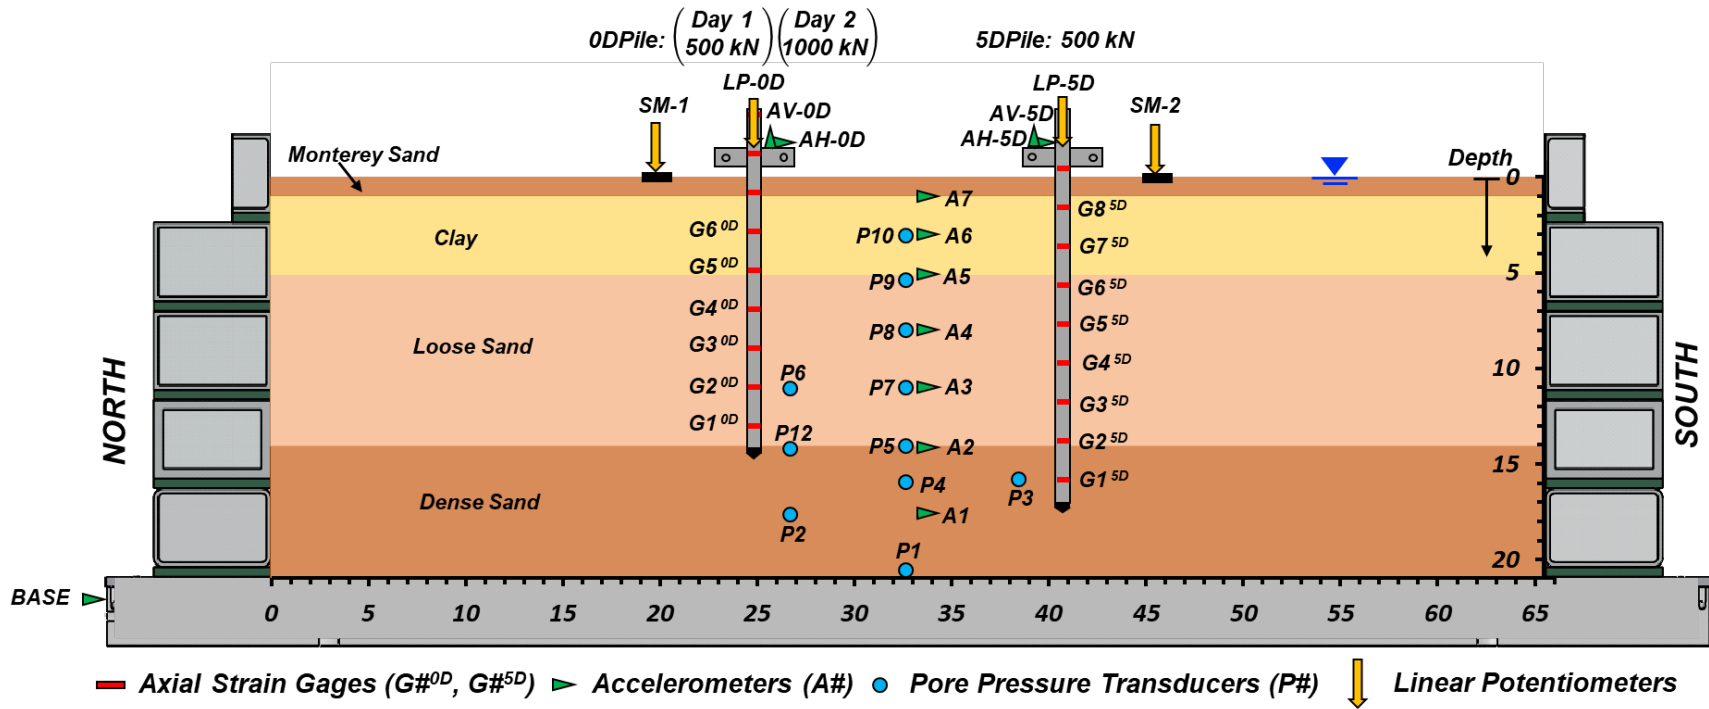 0DPile: (Day 1 500 kN) (Day 2 1000 kN)
5DPile: 500 kN
LP-0D
LP-5D
SM-1
AV-0D
AH-0D
AV-5D
AH-5D
SM-2
Monterey Sand
Depth
0
A7
G8 5D
G6 0D
Clay
P10
A6
G7 5D
G5 0D
5
P9
A5
G6 5D
G4 0D
G5 5D
P8
A4
G3 0D
Loose Sand
G4 5D
10
P6
G2 0D
P7
A3
G3 5D
G1 0D
P12
P5
A2
G2 5D
15
P4
P3
G1 5D
Dense Sand
A1
P2
P1
20
NORTH
SOUTH
BASE
0 5 10 15 20 25 30 35 40 45 50 55 60 65
Axial Strain Gages (G#0D, G#5D)
Accelerometers (A#)
Pore Pressure Transducers (P#)
Linear Potentiometers